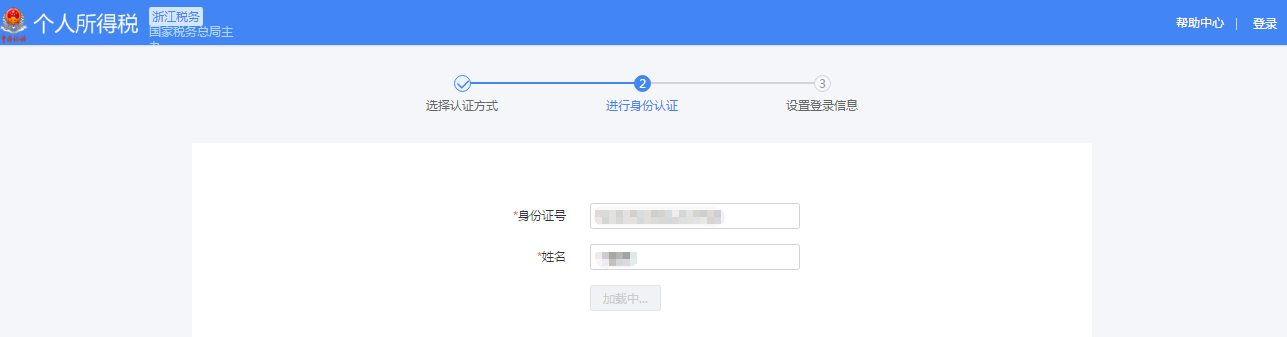 个人所得税
浙江税务
国家税务总局主
帮助中心 | 登录
2 3
选择认证方式 进行身份认证 设置登录信息
*身份证号
*姓名
加载中...